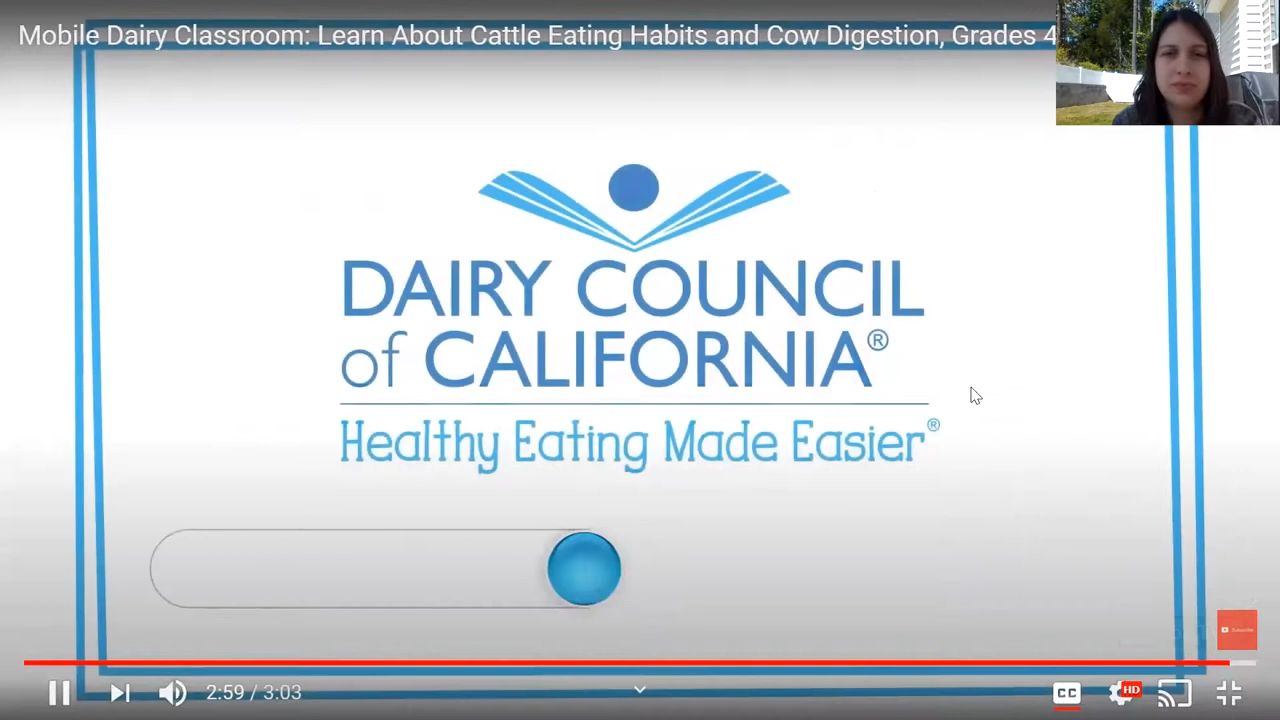 Mobile Dairy Classroom: Learn About Cattle Eating Habits and Cow Digestion, Grades 4
DAIRY COUNCIL
of CALIFORNIA®
Healthy Eating Made Easier®
Subscribe
2:59 / 3:03
CC
HD